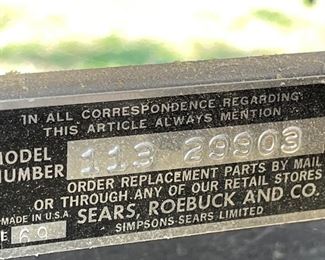 IN ALL CORRESPONDENCE REGARDING
THIS ARTICLE ALWAYS MENTION
MODEL NUMBER 113 29903
ORDER REPLACEMENT PARTS BY MAIL
OR THROUGH ANY OF OUR RETAIL STORES
MADE IN U.S.A. SEARS, ROEBUCK AND CO.
E 69 SIMPSONS-SEARS LIMITED